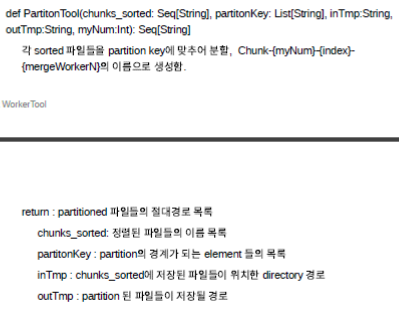 def PartitonTool(chunks_sorted: Seq[String], partitonKey: List[String], inTmp:String,
outTmp:String, myNum:Int): Seq[String]
각 sorted 파일들을 partition key에 맞추어 분할, Chunk-{myNum}-{index}-
{mergeWorkerN}의 이름으로 생성함.
WorkerTool
return : partitioned 파일들의 절대경로 목록
chunks_sorted: 정렬된 파일들의 이름 목록
partitonKey : partition의 경계가 되는 element 들의 목록
inTmp : chunks_sorted에 저장된 파일들이 위치한 directory 경로
outTmp : partition 된 파일들이 저장될 경로